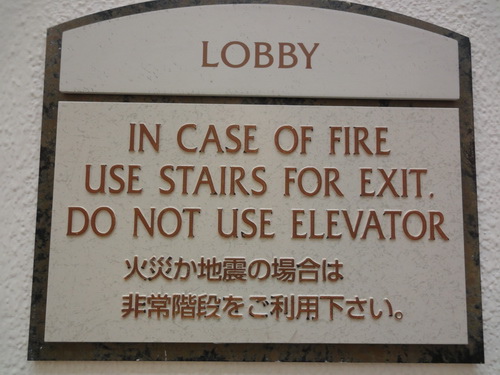 LOBBY
IN CASE OF FIRE
USE STAIRS FOR EXIT.
DO NOT USE ELEVATOR
火災か地震の場合は
非常階段をご利用下さい。